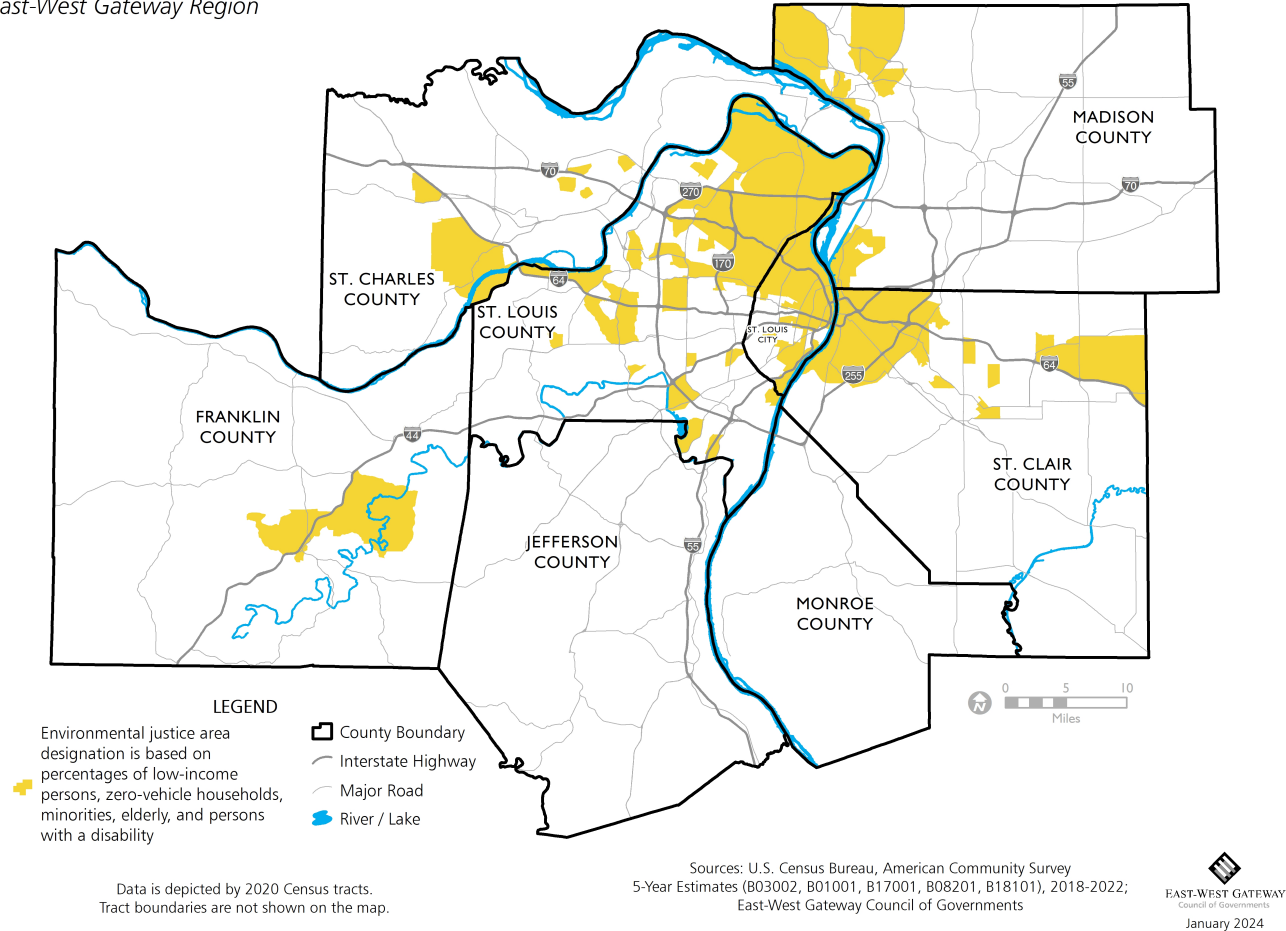 ast-West Gateway Region
55
MADISON
COUNTY
70
70
270
170
ST. CHARLES
COUNTY
64
ST. LOUIS
COUNTY
ST. LOUIS
CITY
64
255
FRANKLIN
COUNTY
44
ST. CLAIR
COUNTY
JEFFERSON
COUNTY
55
MONROE
COUNTY
N
0 5 10
Miles
LEGEND
Environmental justice area
designation is based on
percentages of low-income
persons, zero-vehicle households,
minorities, elderly, and persons
with a disability
County Boundary
Interstate Highway
Major Road
River / Lake
Data is depicted by 2020 Census tracts.
Tract boundaries are not shown on the map.
Sources: U.S. Census Bureau, American Community Survey
5-Year Estimates (B03002, B01001, B17001, B08201, B18101), 2018-2022;
East-West Gateway Council of Governments
EAST-WEST GATEWAY
Council of Governments
January 2024